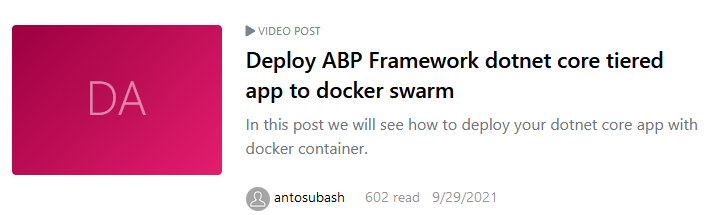 DA
VIDEO POST
Deploy ABP Framework dotnet core tiered
app to docker swarm
In this post we will see how to deploy your dotnet core app with
docker container.
antosubash 602 read 9/29/2021